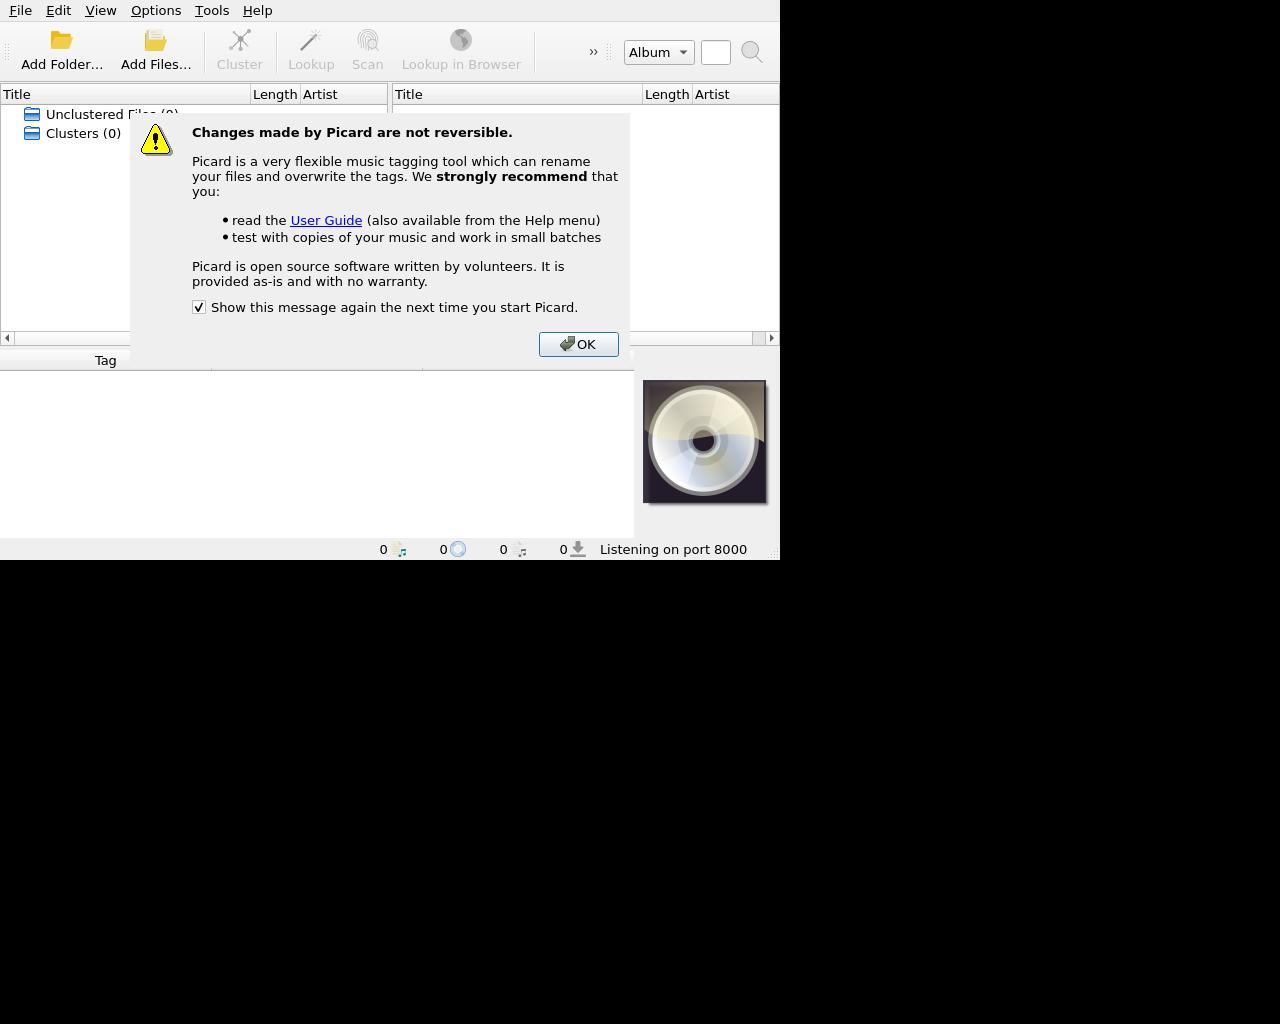 File Edit View Options Tools Help
Add Folder... Add Files... Cluster Lookup Scan Lookup in Browser ›› Album
Title Length Artist Title Length Artist
Unclustered Files (0)
Clusters (0)
Changes made by Picard are not reversible.
Picard is a very flexible music tagging tool which can rename
your files and overwrite the tags. We strongly recommend that
you:
• read the User Guide (also available from the Help menu)
• test with copies of your music and work in small batches
Picard is open source software written by volunteers. It is
provided as-is and with no warranty.
Show this message again the next time you start Picard.
OK
Tag
0 0 0 0 Listening on port 8000